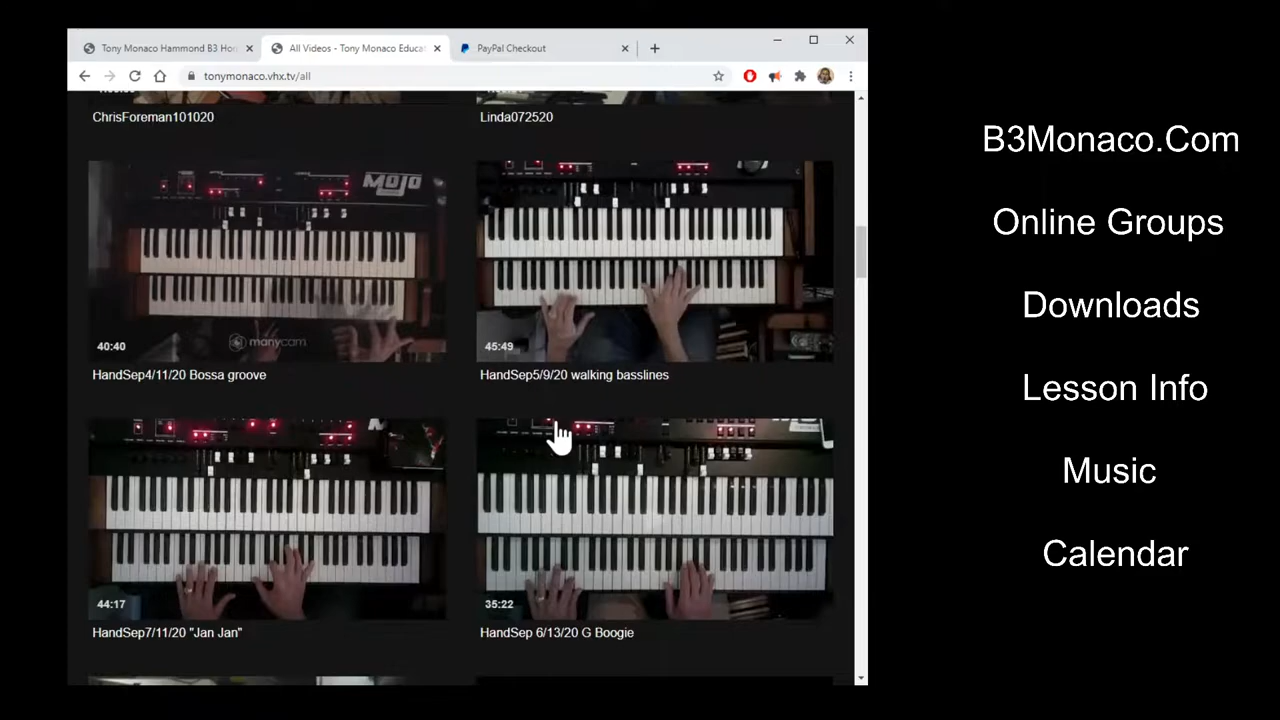 Tony Monaco Hammond B3 Hor
All Videos - Tony Monaco Educat
PayPal Checkout
tonymonaco.vhx.tv/all
ChrisForeman101020
Linda072520
MOJO
manycam
40:40
45:49
HandSep4/11/20 Bossa groove
HandSep5/9/20 walking basslines
44:17
35:22
HandSep7/11/20 "Jan Jan"
HandSep 6/13/20 G Boogie
B3Monaco.Com
Online Groups
Downloads
Lesson Info
Music
Calendar